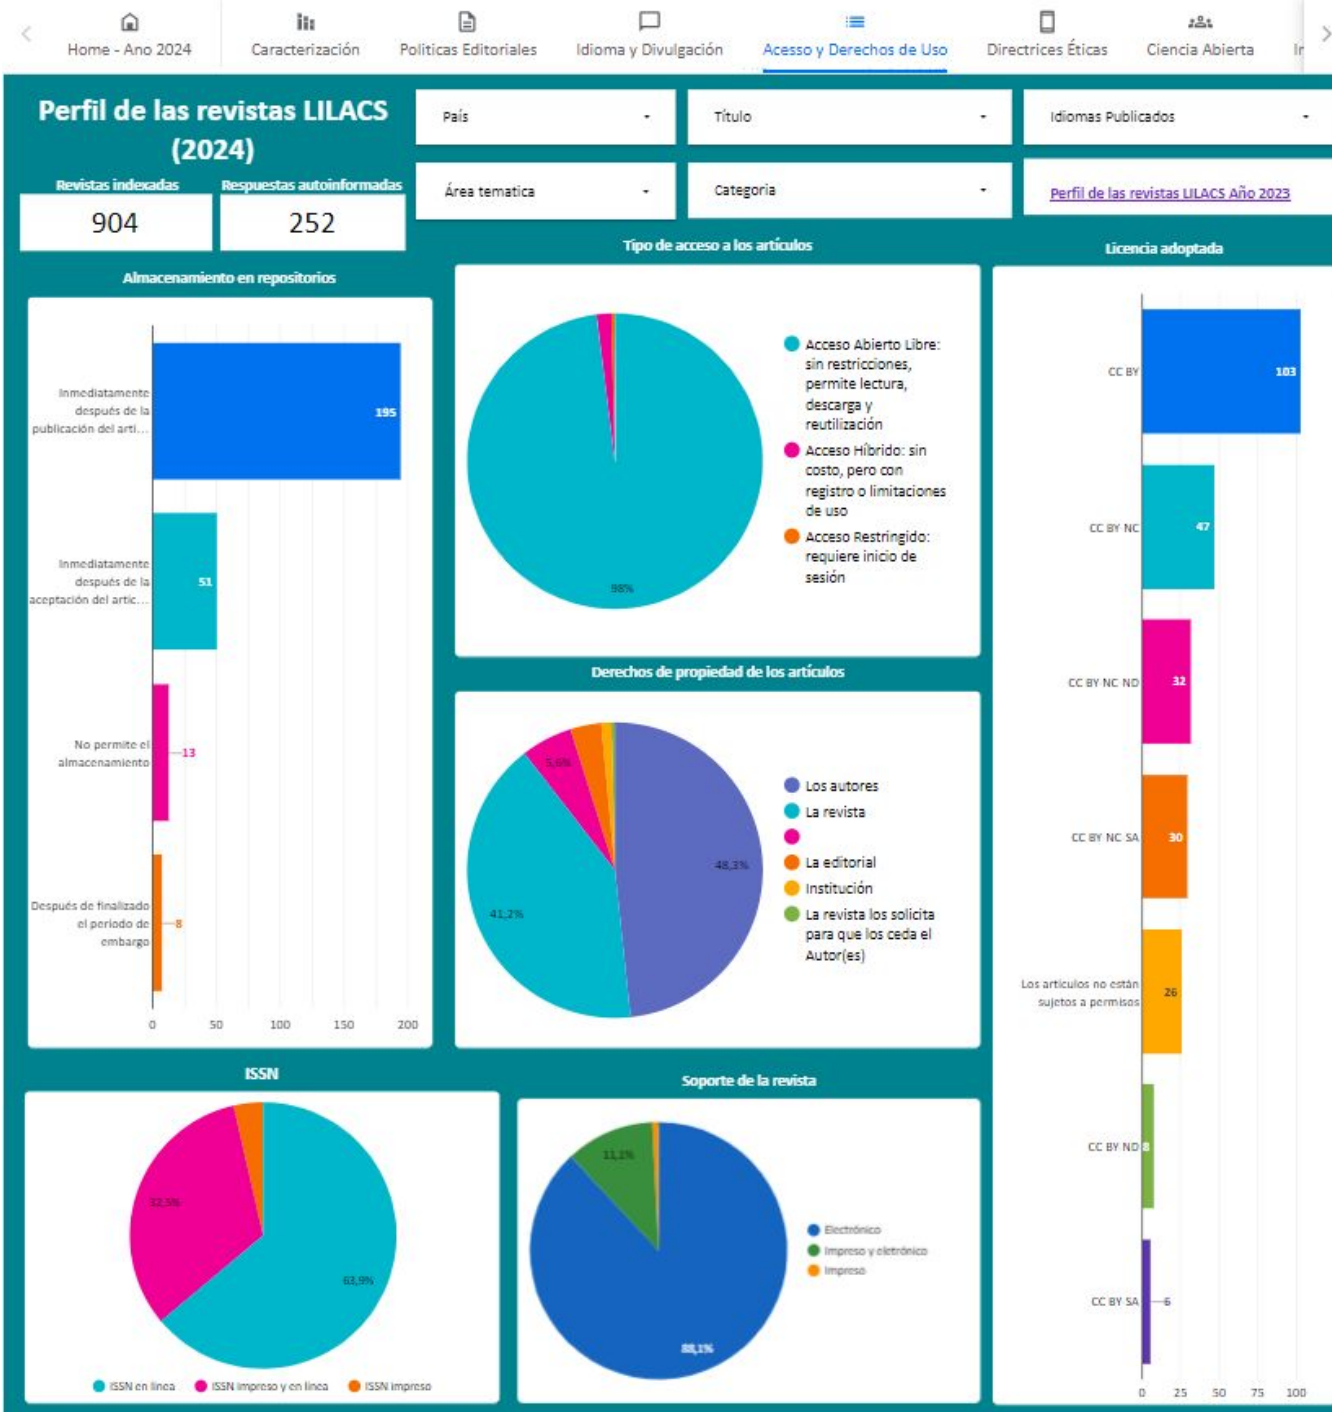 Home - Ano 2024
Caracterización
Politicas Editoriales
Idioma y Divulgación
Acesso y Derechos de Uso
Directrices Éticas
Ciencia Abierta
Perfil de las revistas LILACS
(2024)
Revistas indexadas
904
Respuestas autoinformadas
252
País
Título
Idiomas Publicados
Área tematica
Categoria
Perfil de las revistas LILACS Año 2023
Almacenamiento en repositorios
Inmediatamente
después de la
publicación del arti...
195
Inmediatamente
después de la
aceptación del artíc...
51
No permite el
almacenamiento
13
Después de finalizado
el período de
embargo
8
0
50
100
150
200
Tipo de acceso a los artículos
98%
Acceso Abierto Libre:
sin restricciones,
permite lectura,
descarga y
reutilización
Acceso Híbrido: sin
costo, pero con
registro o limitaciones
de uso
Acceso Restringido:
requiere inicio de
sesión
Derechos de propiedad de los artículos
5,6%
48,3%
41,2%
Los autores
La revista
La editorial
Institución
La revista los solicita
para que los ceda el
Autor(es)
Licencia adoptada
CC BY
103
CC BY NC
47
CC BY NC ND
32
CC BY NC SA
30
Los artículos no están
sujetos a permisos
26
CC BY ND
8
CC BY SA
6
0
25
50
75
100
ISSN
32,5%
63,9%
ISSN en línea
ISSN impreso y en línea
ISSN impreso
Soporte de la revista
11,1%
88,1%
Electrónico
Impreso y eletrónico
Impreso